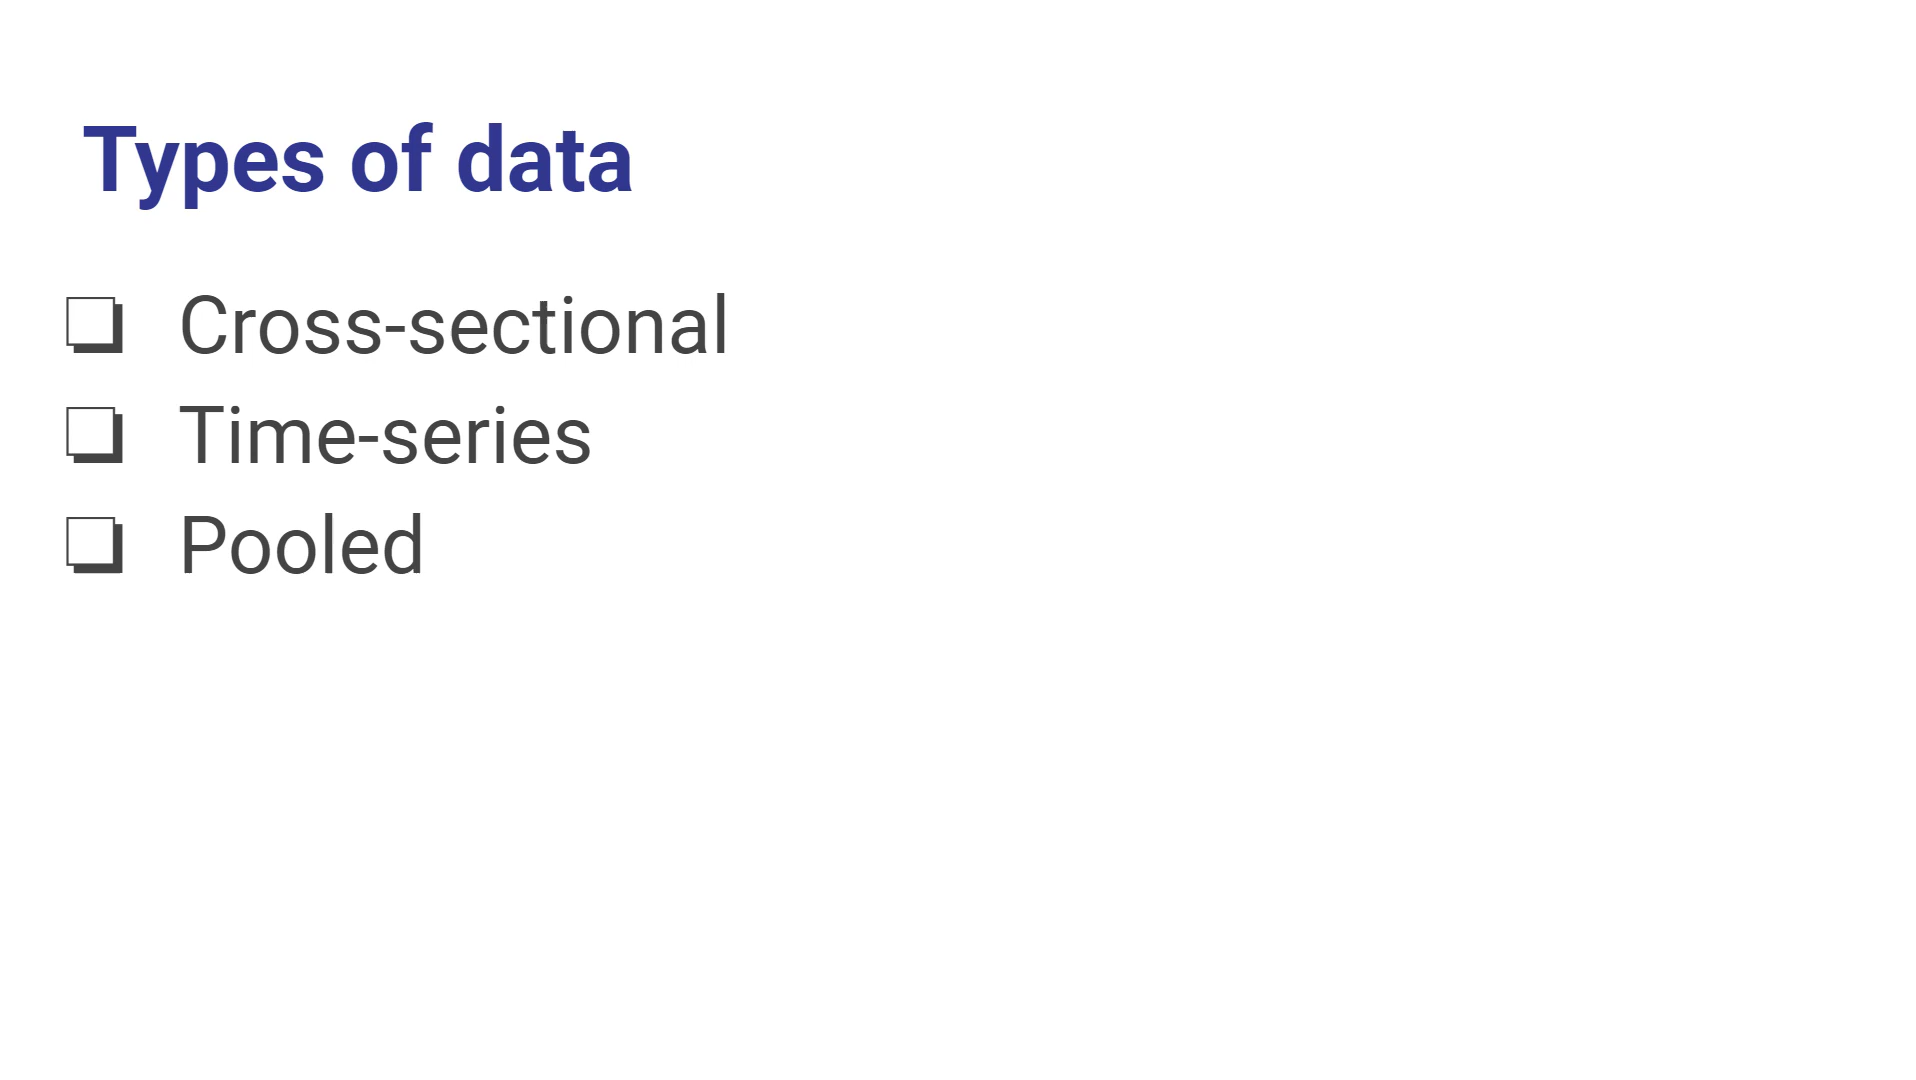 Types of data
❏ Cross-sectional
❏ Time-series
❏ Pooled